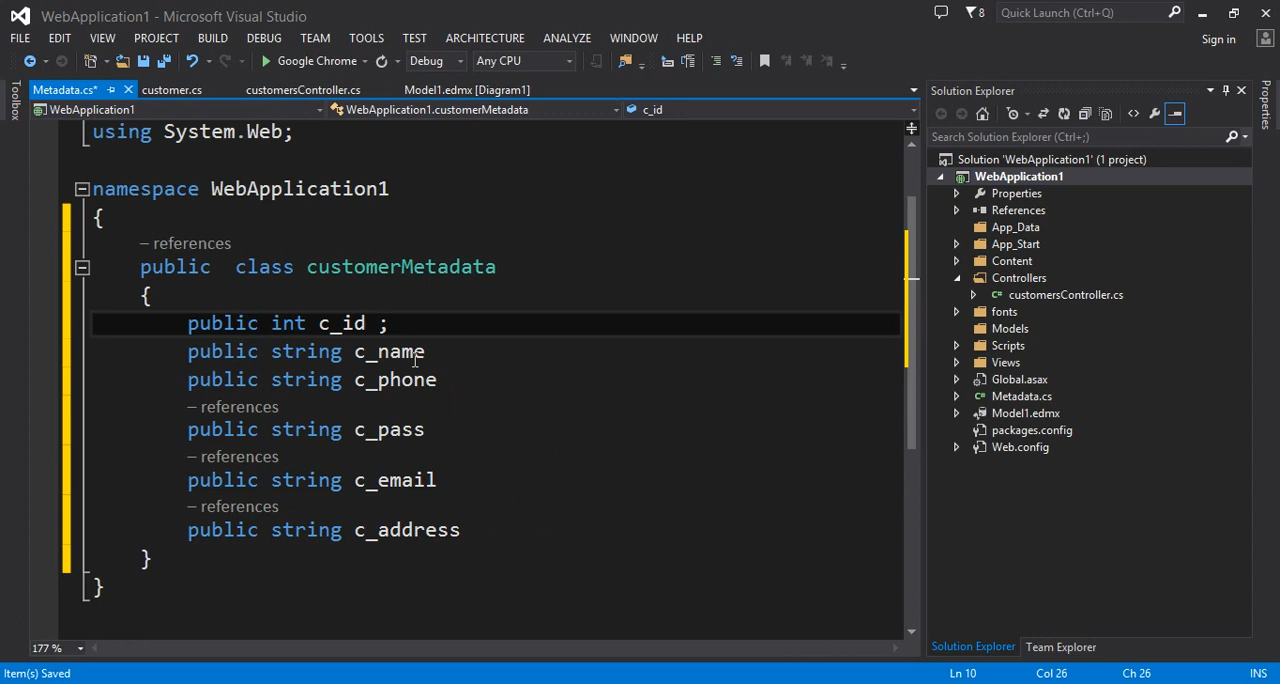 WebApplication1 - Microsoft Visual Studio
8
Quick Launch (Ctrl+Q)
FILE EDIT VIEW PROJECT BUILD DEBUG TEAM TOOLS TEST ARCHITECTURE ANALYZE WINDOW HELP
Sign in
Google Chrome Debug Any CPU
Toolbox
Metadata.cs* customer.cs customersController.cs Model1.edmx [Diagram1]
WebApplication1 WebApplication1.customerMetadata c_id
using System.Web;
namespace WebApplication1
{
– references
public  class customerMetadata
{
public int c_id ;
public string c_name
public string c_phone
– references
public string c_pass
– references
public string c_email
– references
public string c_address
}
}
177 %
Solution Explorer
Search Solution Explorer (Ctrl+;)
Solution 'WebApplication1' (1 project)
WebApplication1
Properties
References
App_Data
App_Start
Content
Controllers
customersController.cs
fonts
Models
Scripts
Views
Global.asax
Metadata.cs
Model1.edmx
packages.config
Web.config
Solution Explorer Team Explorer
Properties
Item(s) Saved Ln 10 Col 26 Ch 26 INS